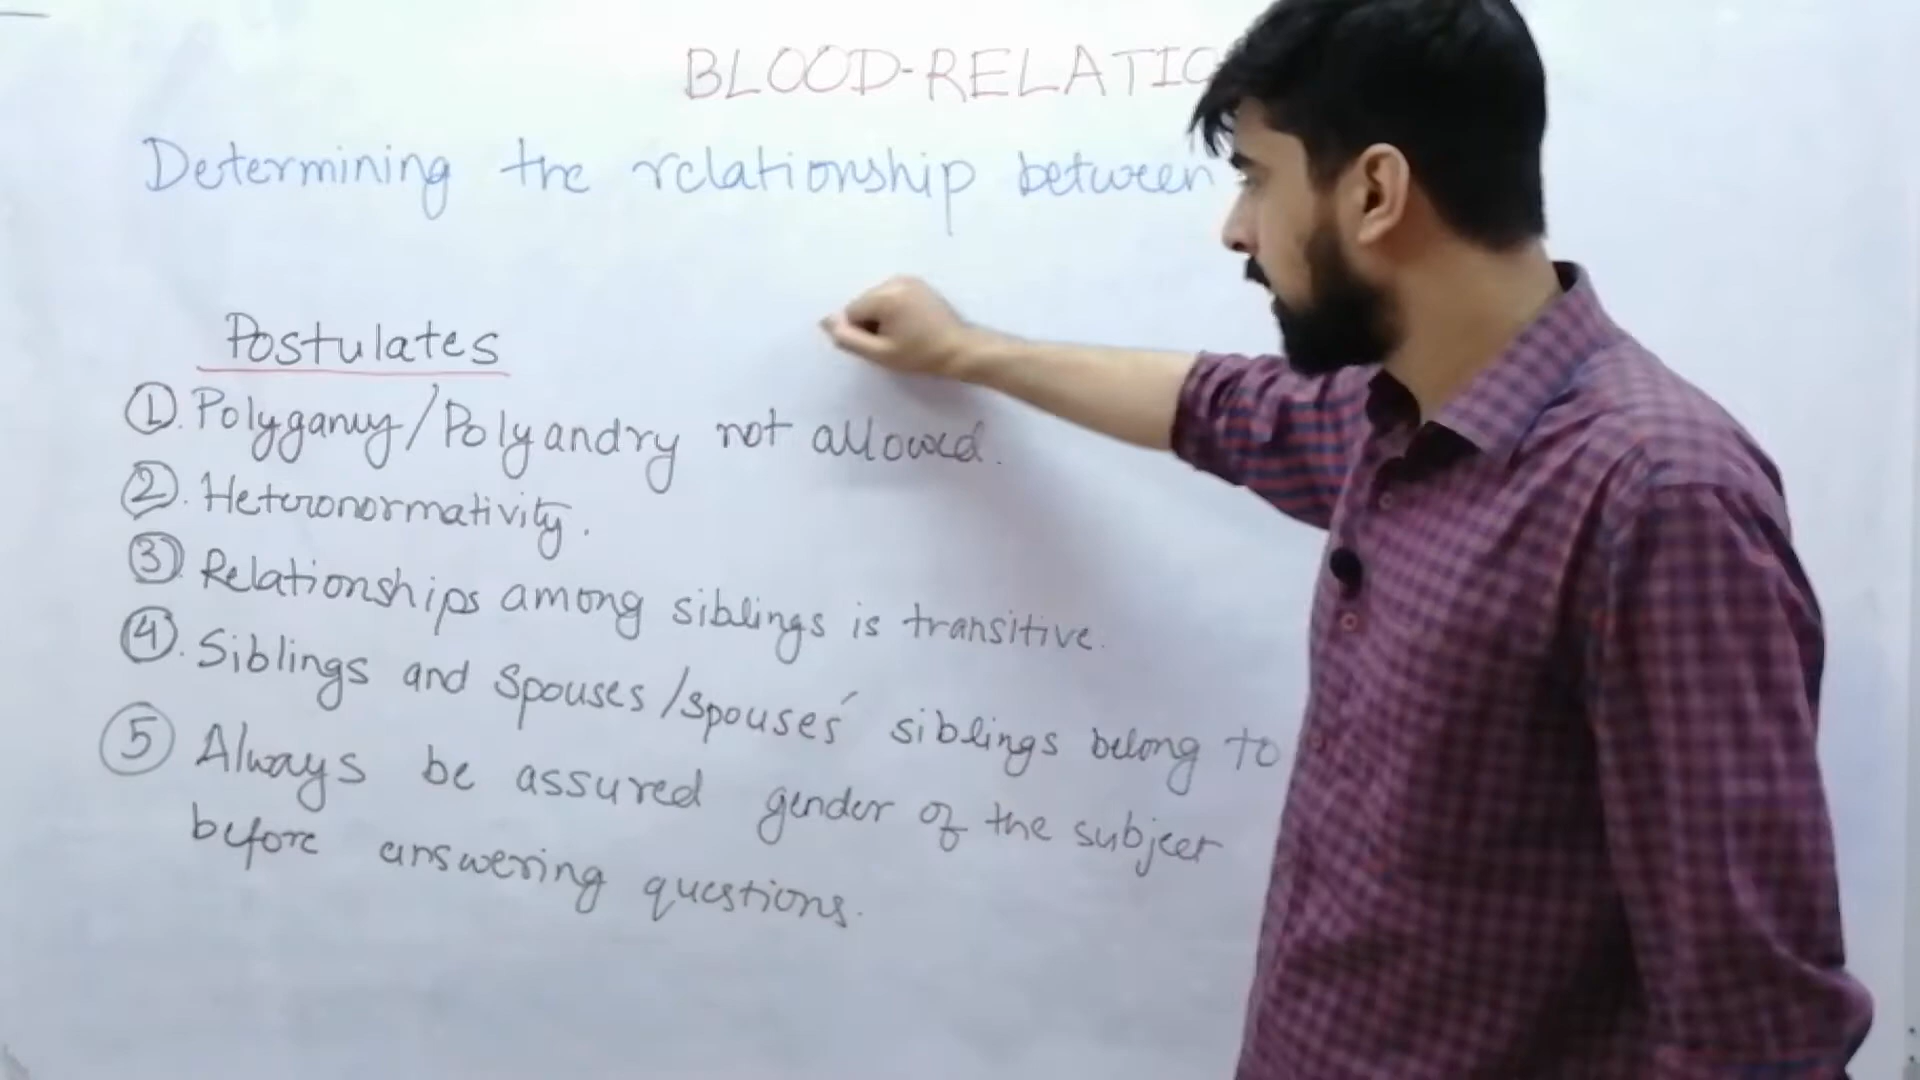 BLOOD-RELATIO
Determining the relationship between
Postulates
① Polygamy/Polyandry not allowed.
②. Heteronormativity.
③ Relationships among siblings is transitive.
④. Siblings and Spouses/spouses' siblings belong to
⑤ Always be assured gender of the subject
before answering questions.